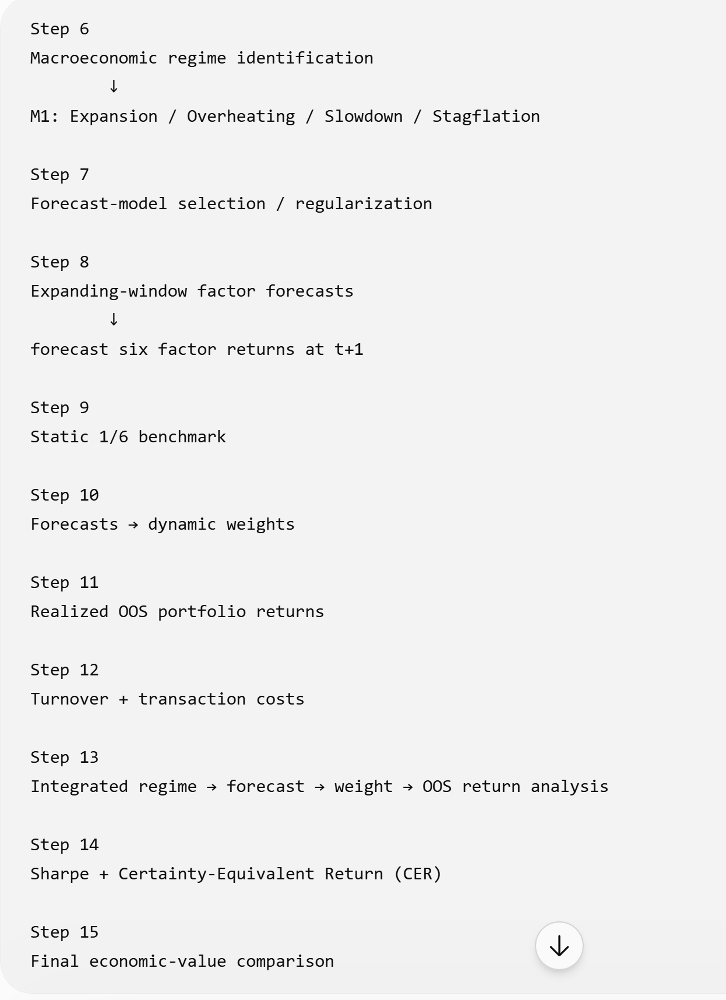 Step 6
Macroeconomic regime identification
↓
M1: Expansion / Overheating / Slowdown / Stagflation
Step 7
Forecast-model selection / regularization
Step 8
Expanding-window factor forecasts
↓
forecast six factor returns at t+1
Step 9
Static 1/6 benchmark
Step 10
Forecasts → dynamic weights
Step 11
Realized OOS portfolio returns
Step 12
Turnover + transaction costs
Step 13
Integrated regime → forecast → weight → OOS return analysis
Step 14
Sharpe + Certainty-Equivalent Return (CER)
Step 15
Final economic-value comparison